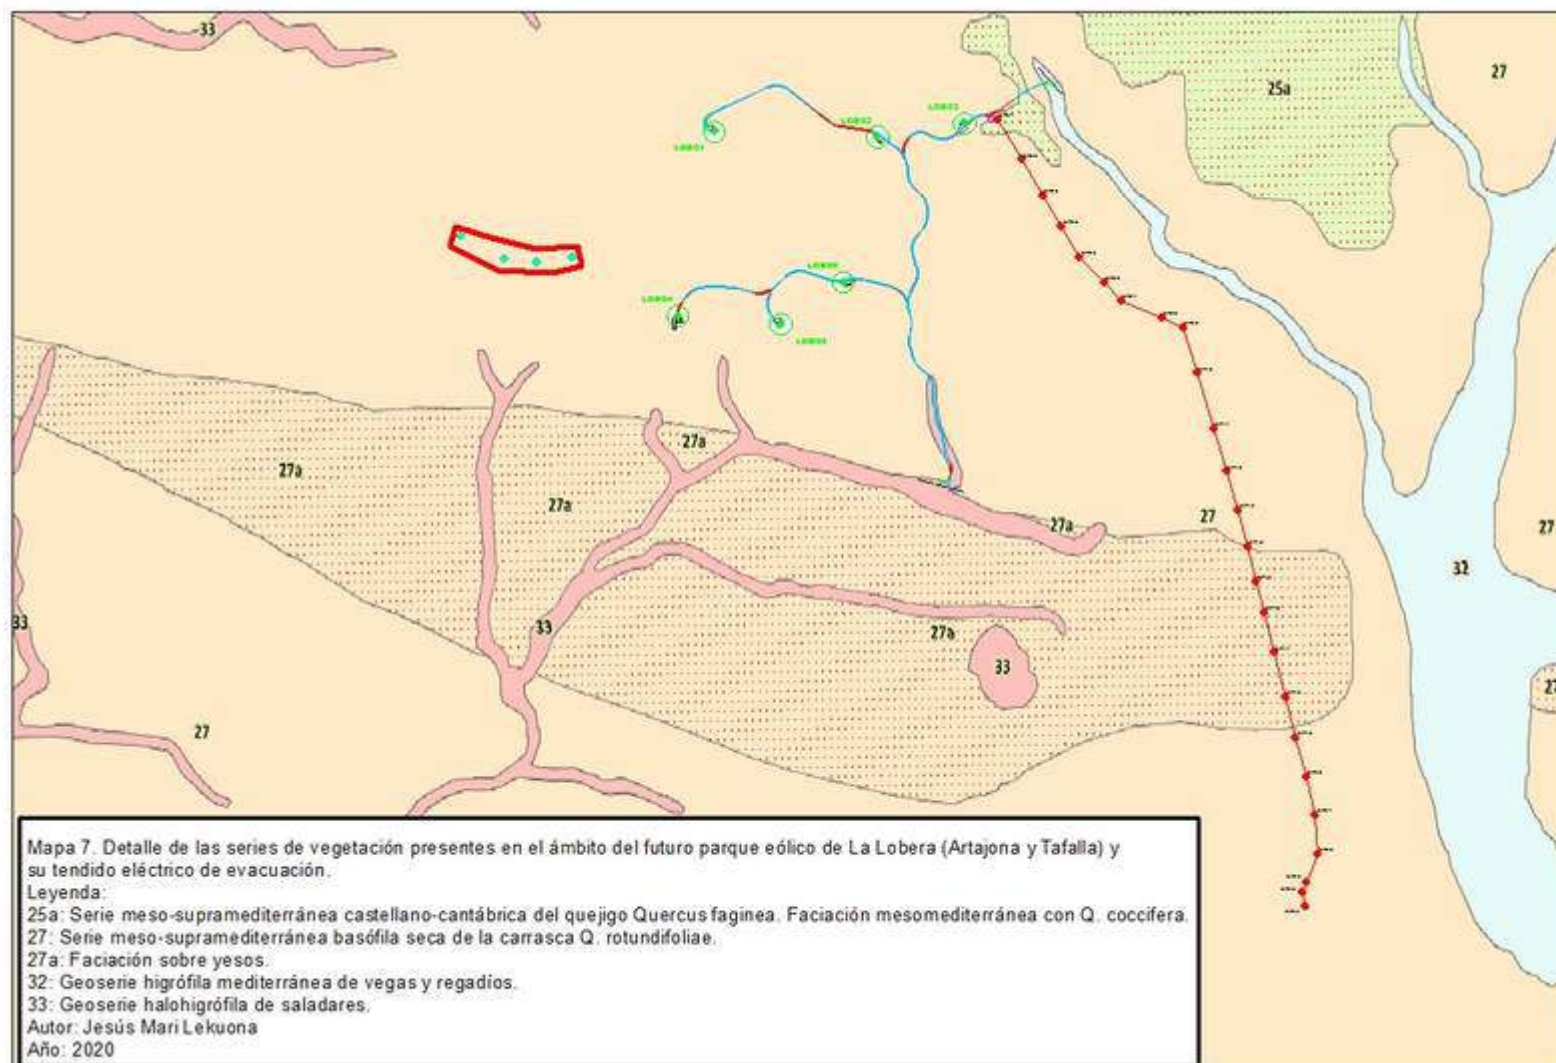 33
27
25a
LOB03
LOB02
LOB01
LOB04
27a
27a
27a
27a
27
27
32
33
33
27a
33
27
27
Mapa 7. Detalle de las series de vegetación presentes en el ámbito del futuro parque eólico de La Lobera (Artajona y Tafalla) y
su tendido eléctrico de evacuación.
Leyenda:
25a: Serie meso-supramediterránea castellano-cantábrica del quejigo Quercus faginea. Faciación mesomediterránea con Q. coccifera.
27: Serie meso-supramediterránea basófila seca de la carrasca Q. rotundifoliae.
27a: Faciación sobre yesos.
32: Geoserie higrófila mediterránea de vegas y regadíos.
33: Geoserie halohigrófila de saladares.
Autor: Jesús Mari Lekuona
Año: 2020